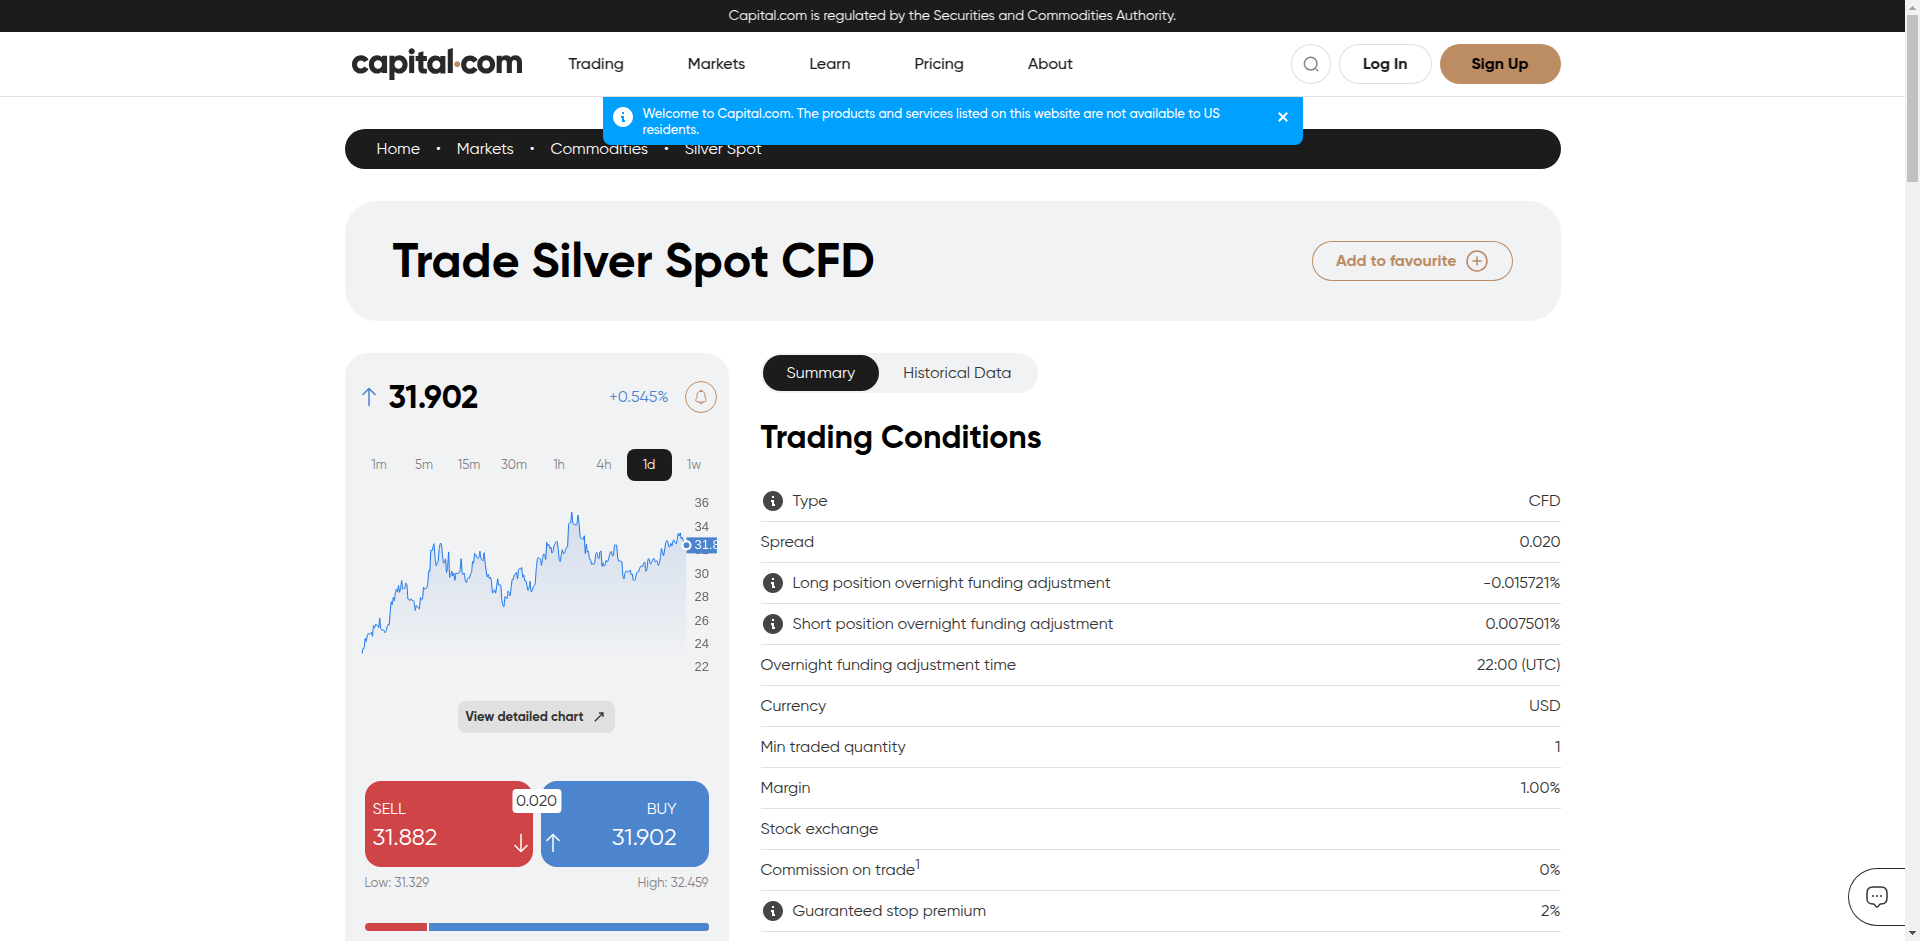 Capital.com is regulated by the Securities and Commodities Authority.
capital.com
Trading
Markets
Learn
Pricing
About
Log In
Sign Up
Welcome to Capital.com. The products and services listed on this website are not available to US
residents.
Home • Markets • Commodities • Silver Spot
Trade Silver Spot CFD
Add to favourite
31.902
+0.545%
1m 5m 15m 30m 1h 4h 1d 1w
36
34
31.8
30
28
26
24
22
View detailed chart
SELL
31.882
0.020
BUY
31.902
Low: 31.329
High: 32.459
Summary
Historical Data
Trading Conditions
Type CFD
Spread 0.020
Long position overnight funding adjustment -0.015721%
Short position overnight funding adjustment 0.007501%
Overnight funding adjustment time 22:00 (UTC)
Currency USD
Min traded quantity 1
Margin 1.00%
Stock exchange
Commission on trade1 0%
Guaranteed stop premium 2%